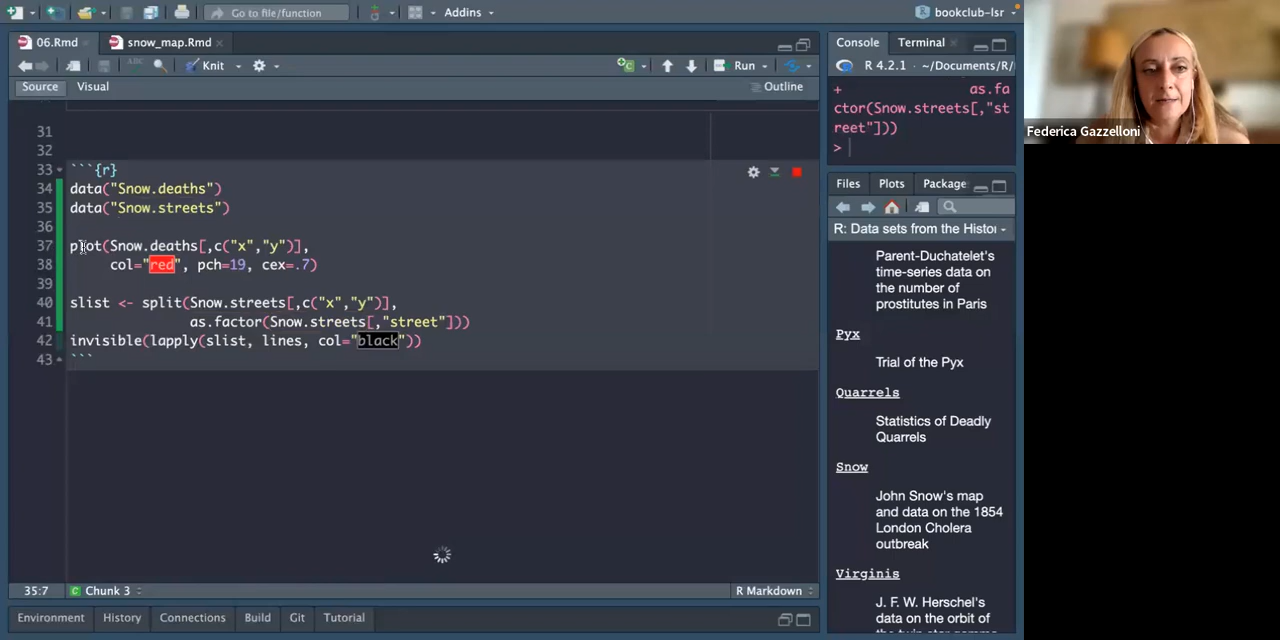 Go to file/function
Addins
bookclub-lsr
06.Rmd
snow_map.Rmd
ABC
Knit
Run
Source
Visual
Outline
31
32
33 ```{r}
34 data("Snow.deaths")
35 data("Snow.streets")
36
37 plot(Snow.deaths[,c("x","y")],
38 col="red", pch=19, cex=.7)
39
40 slist <- split(Snow.streets[,c("x","y")],
41 as.factor(Snow.streets[,"street"]))
42 invisible(lapply(slist, lines, col="black"))
43 ```
35:7
C Chunk 3
R Markdown
Environment
History
Connections
Build
Git
Tutorial
Console
Terminal
R 4.2.1 · ~/Documents/R/
+ as.fa
ctor(Snow.streets[,"st
reet"]))
>
Files
Plots
Package
R: Data sets from the Histo
Parent-Duchatelet's
time-series data on
the number of
prostitutes in Paris
Pyx
Trial of the Pyx
Quarrels
Statistics of Deadly
Quarrels
Snow
John Snow's map
and data on the 1854
London Cholera
outbreak
Virginis
J. F. W. Herschel's
data on the orbit of
Federica Gazzelloni